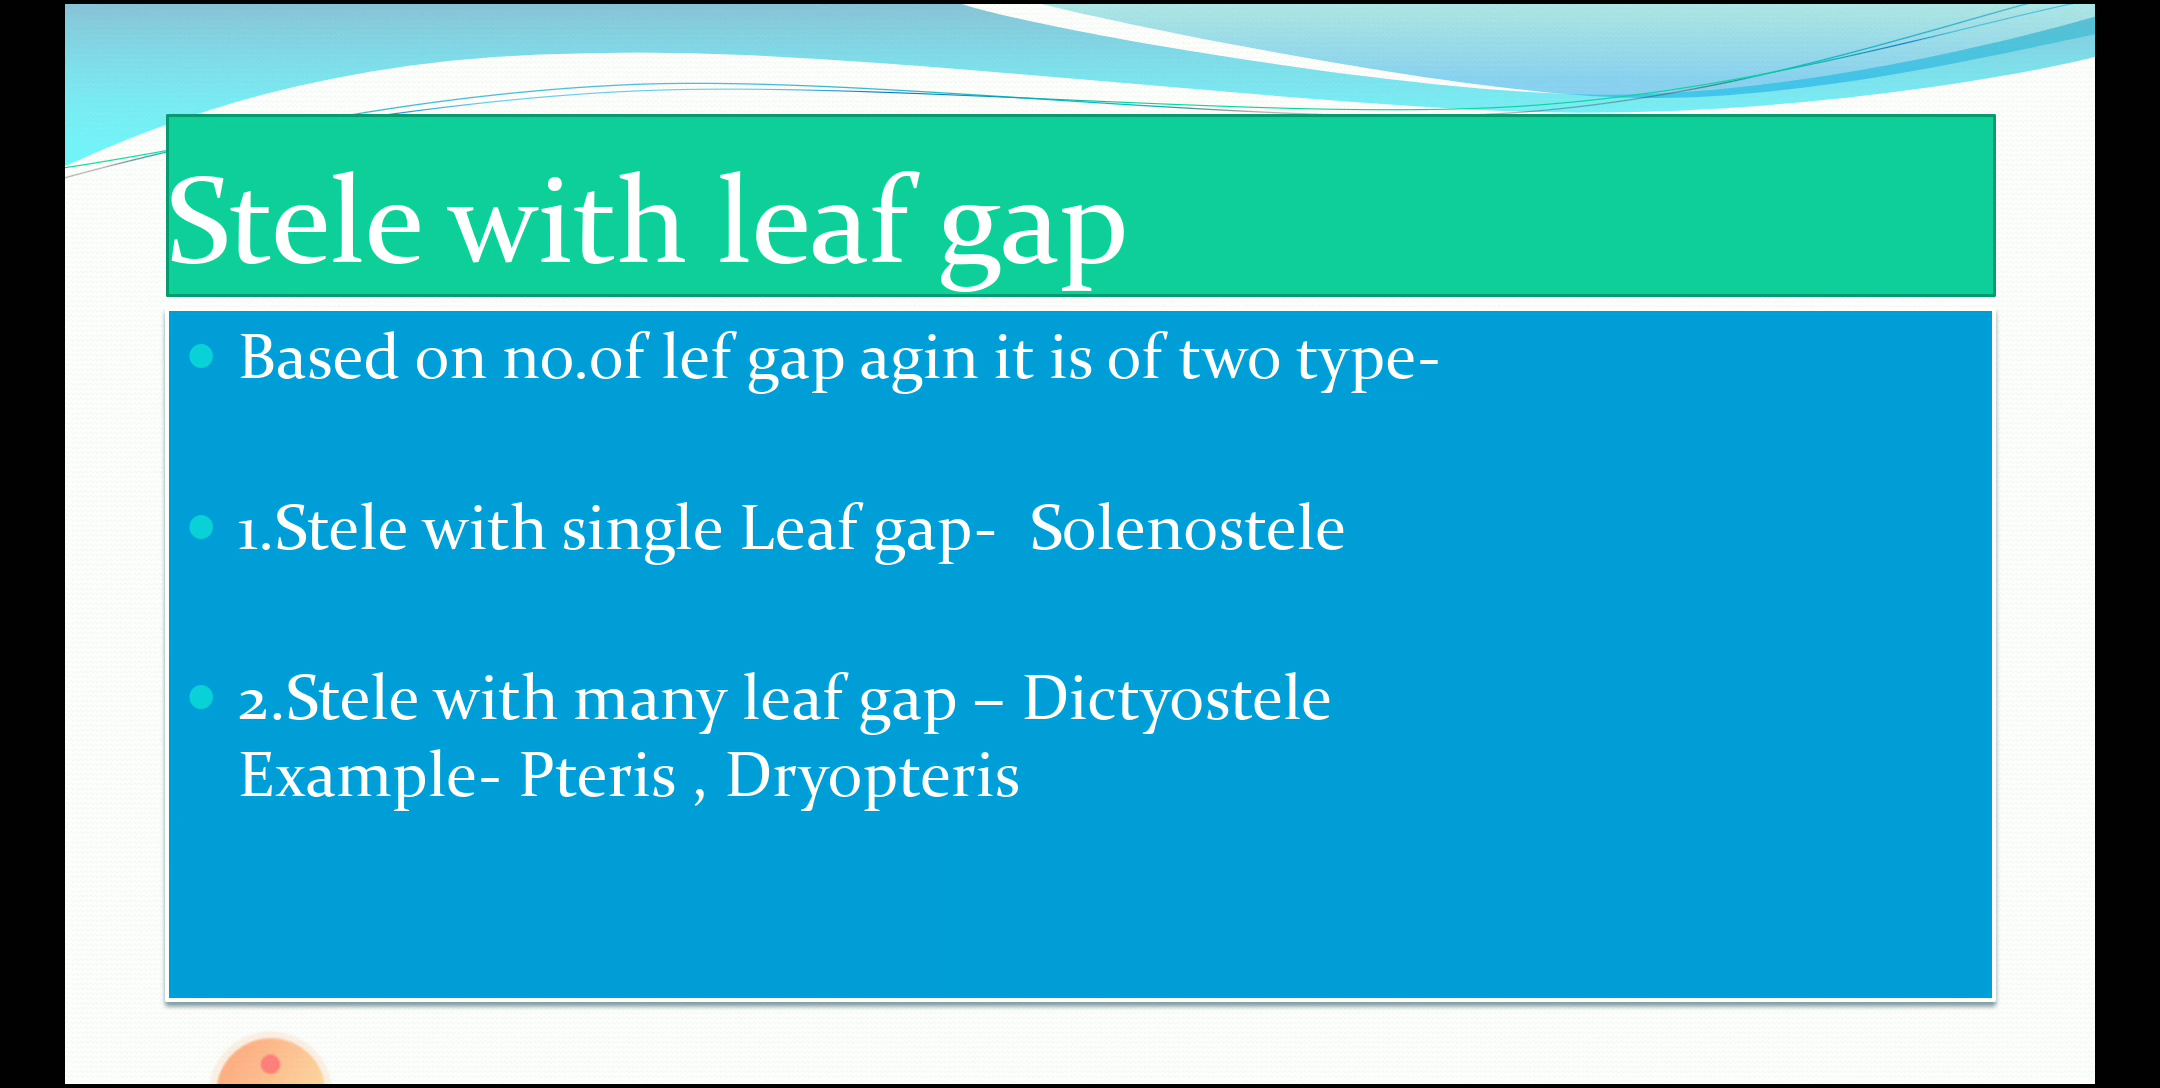 Stele with leaf gap
Based on no.of lef gap agin it is of two type-
1.Stele with single Leaf gap- Solenostele
2.Stele with many leaf gap – Dictyostele
Example- Pteris , Dryopteris